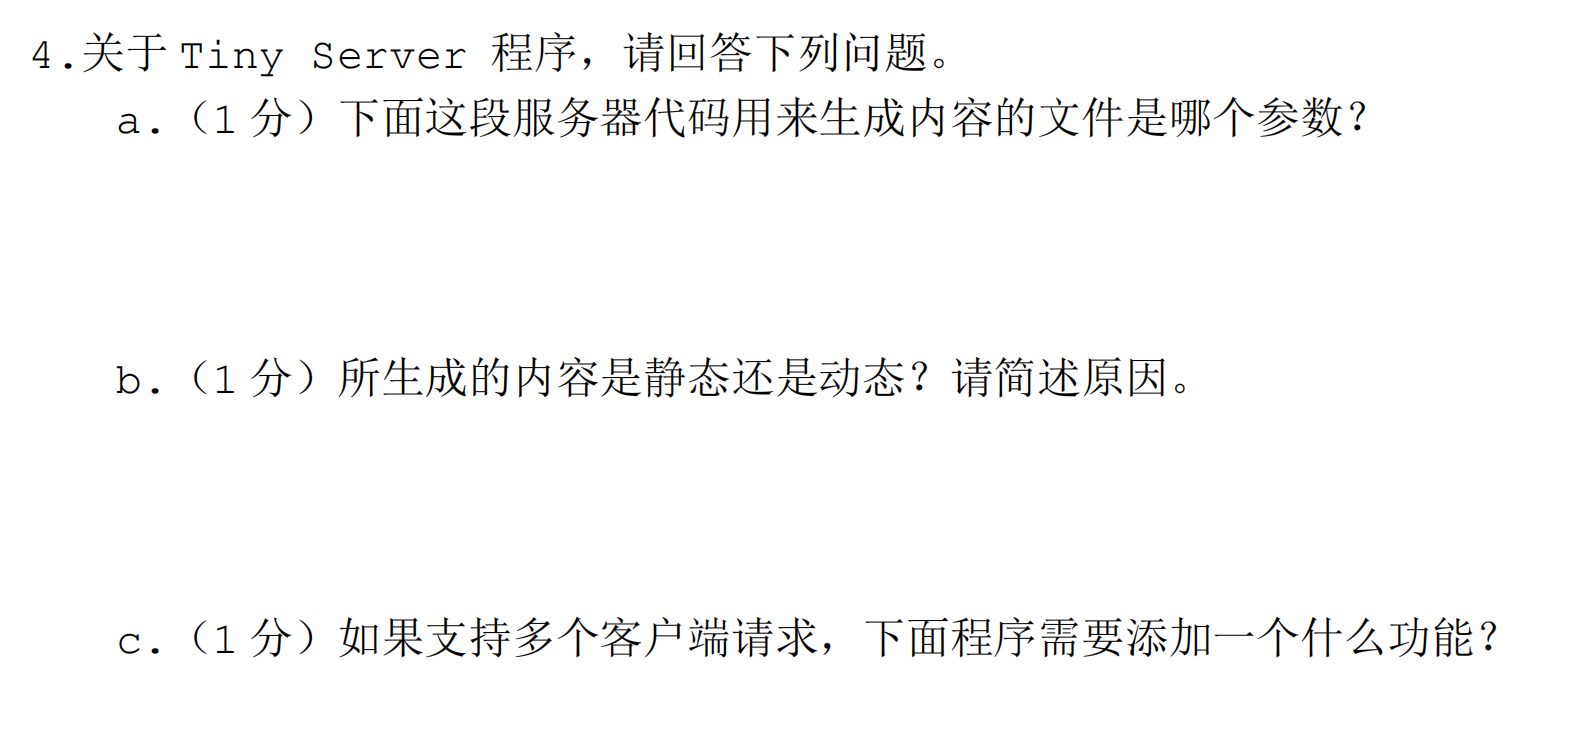 4.关于 Tiny Server 程序，请回答下列问题。
a.（1 分）下面这段服务器代码用来生成内容的文件是哪个参数？
b.（1 分）所生成的内容是静态还是动态？请简述原因。
c.（1 分）如果支持多个客户端请求，下面程序需要添加一个什么功能？